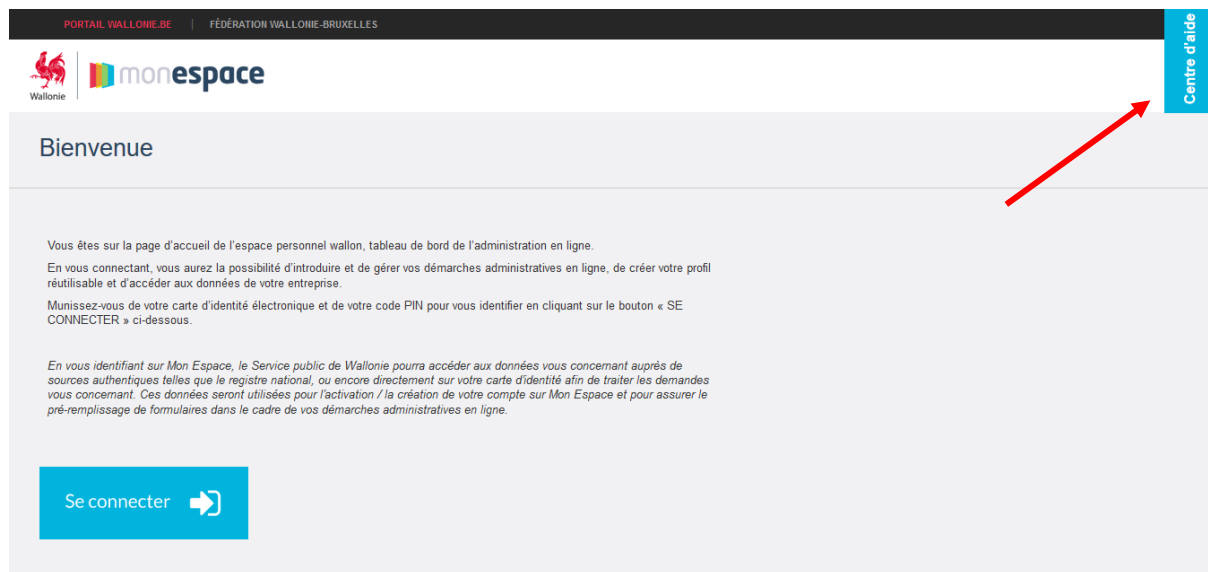 PORTAIL WALLONIE.BE | FÉDÉRATION WALLONIE-BRUXELLES
Centre d'aide
Wallonie
monespace
Bienvenue
Vous êtes sur la page d'accueil de l'espace personnel wallon, tableau de bord de l'administration en ligne.
En vous connectant, vous aurez la possibilité d'introduire et de gérer vos démarches administratives en ligne, de créer votre profil
réutilisable et d'accéder aux données de votre entreprise.
Munissez-vous de votre carte d'identité électronique et de votre code PIN pour vous identifier en cliquant sur le bouton « SE
CONNECTER » ci-dessous.
En vous identifiant sur Mon Espace, le Service public de Wallonie pourra accéder aux données vous concernant auprès de
sources authentiques telles que le registre national, ou encore directement sur votre carte d'identité afin de traiter les demandes
vous concernant. Ces données seront utilisées pour l'activation / la création de votre compte sur Mon Espace et pour assurer le
pré-remplissage de formulaires dans le cadre de vos démarches administratives en ligne.
Se connecter